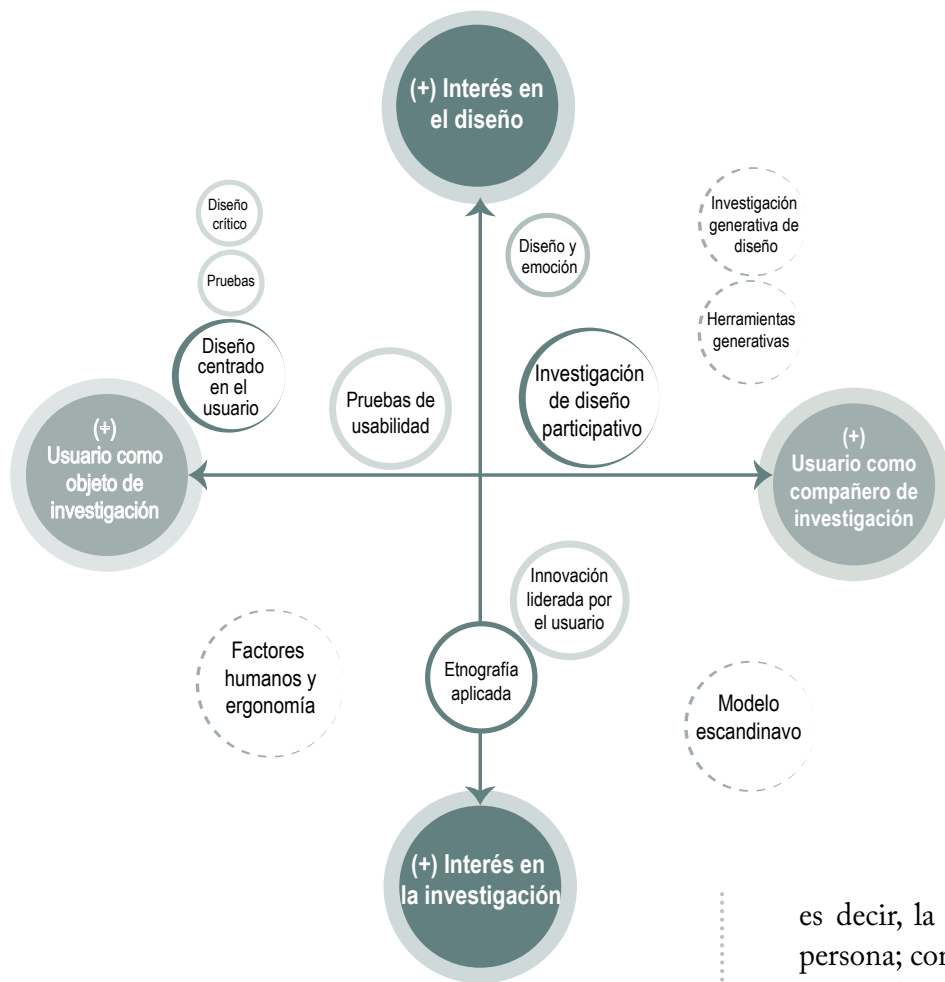 (+) Interés en
el diseño
Diseño
crítico
Pruebas
Diseño
centrado
en el
usuario
Diseño y
emoción
Investigación
generativa de
diseño
Herramientas
generativas
Pruebas de
usabilidad
Investigación
de diseño
participativo
(+)
Usuario como
objeto de
investigación
(+)
Usuario como
compañero de
investigación
Innovación
liderada por
el usuario
Factores
humanos y
ergonomía
Etnografía
aplicada
Modelo
escandinavo
(+) Interés en
la investigación
es decir, la
persona;